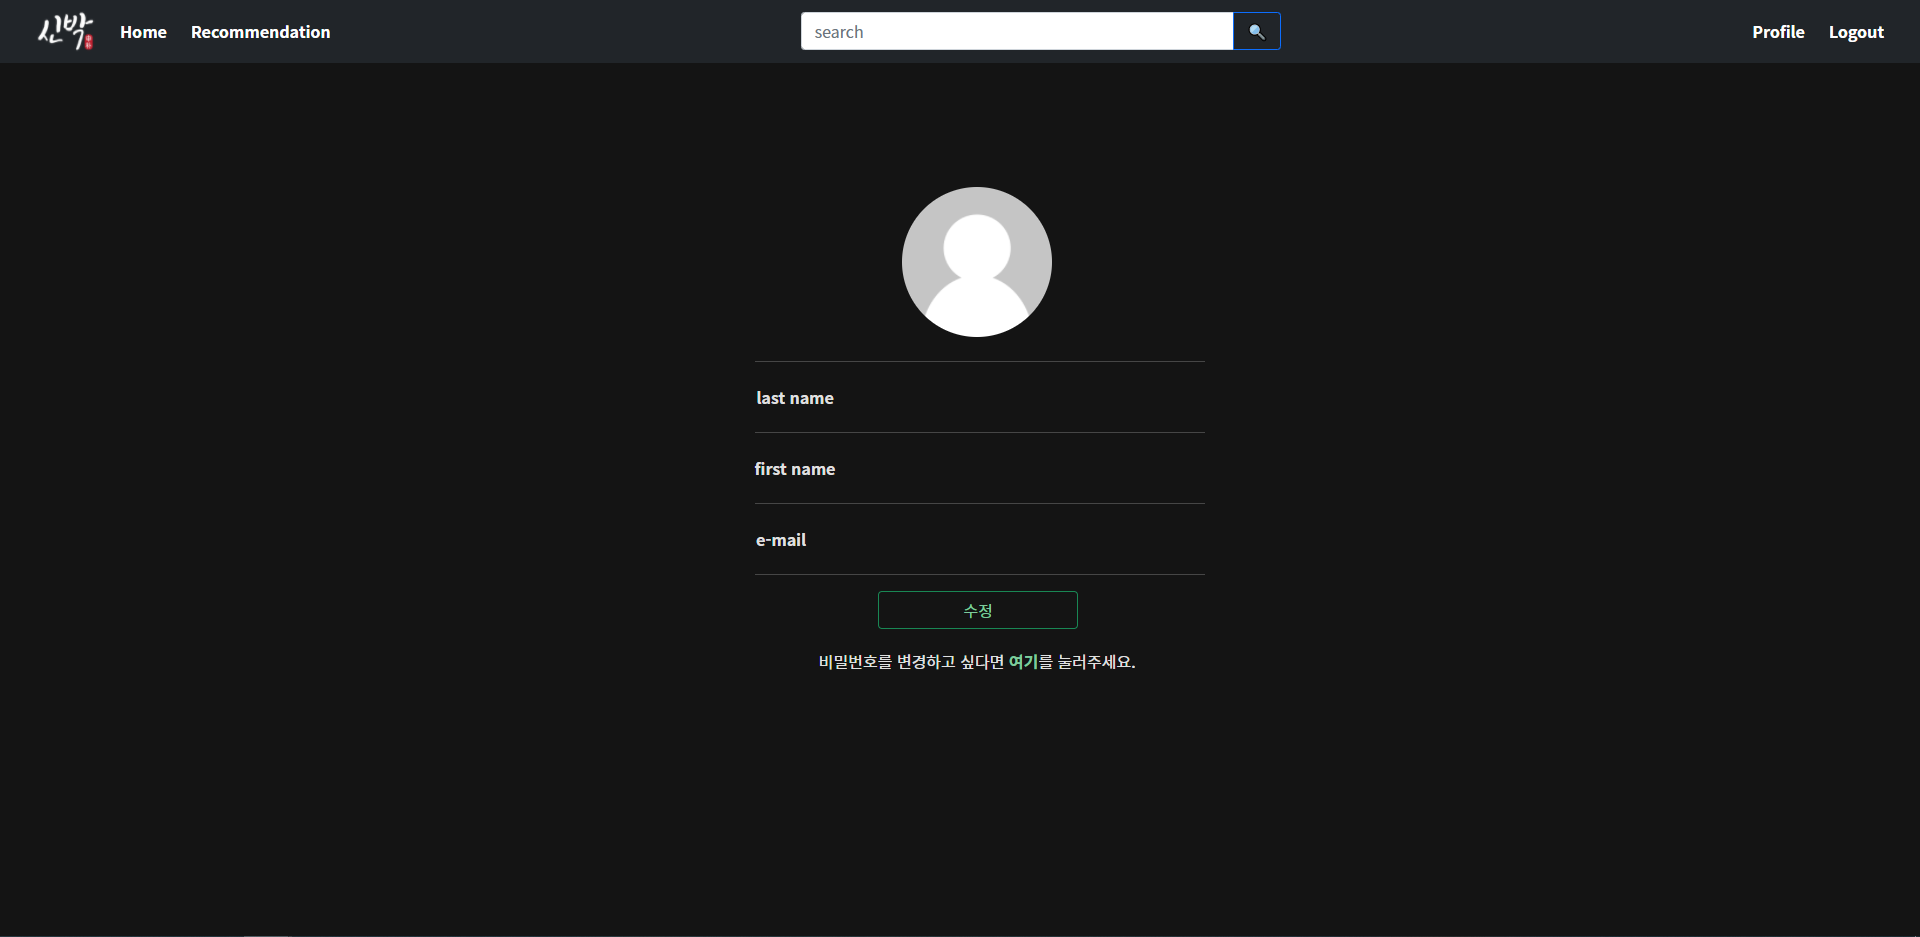 신박
Home
Recommendation
search
Profile
Logout
last name
first name
e-mail
수정
비밀번호를 변경하고 싶다면 여기를 눌러주세요.